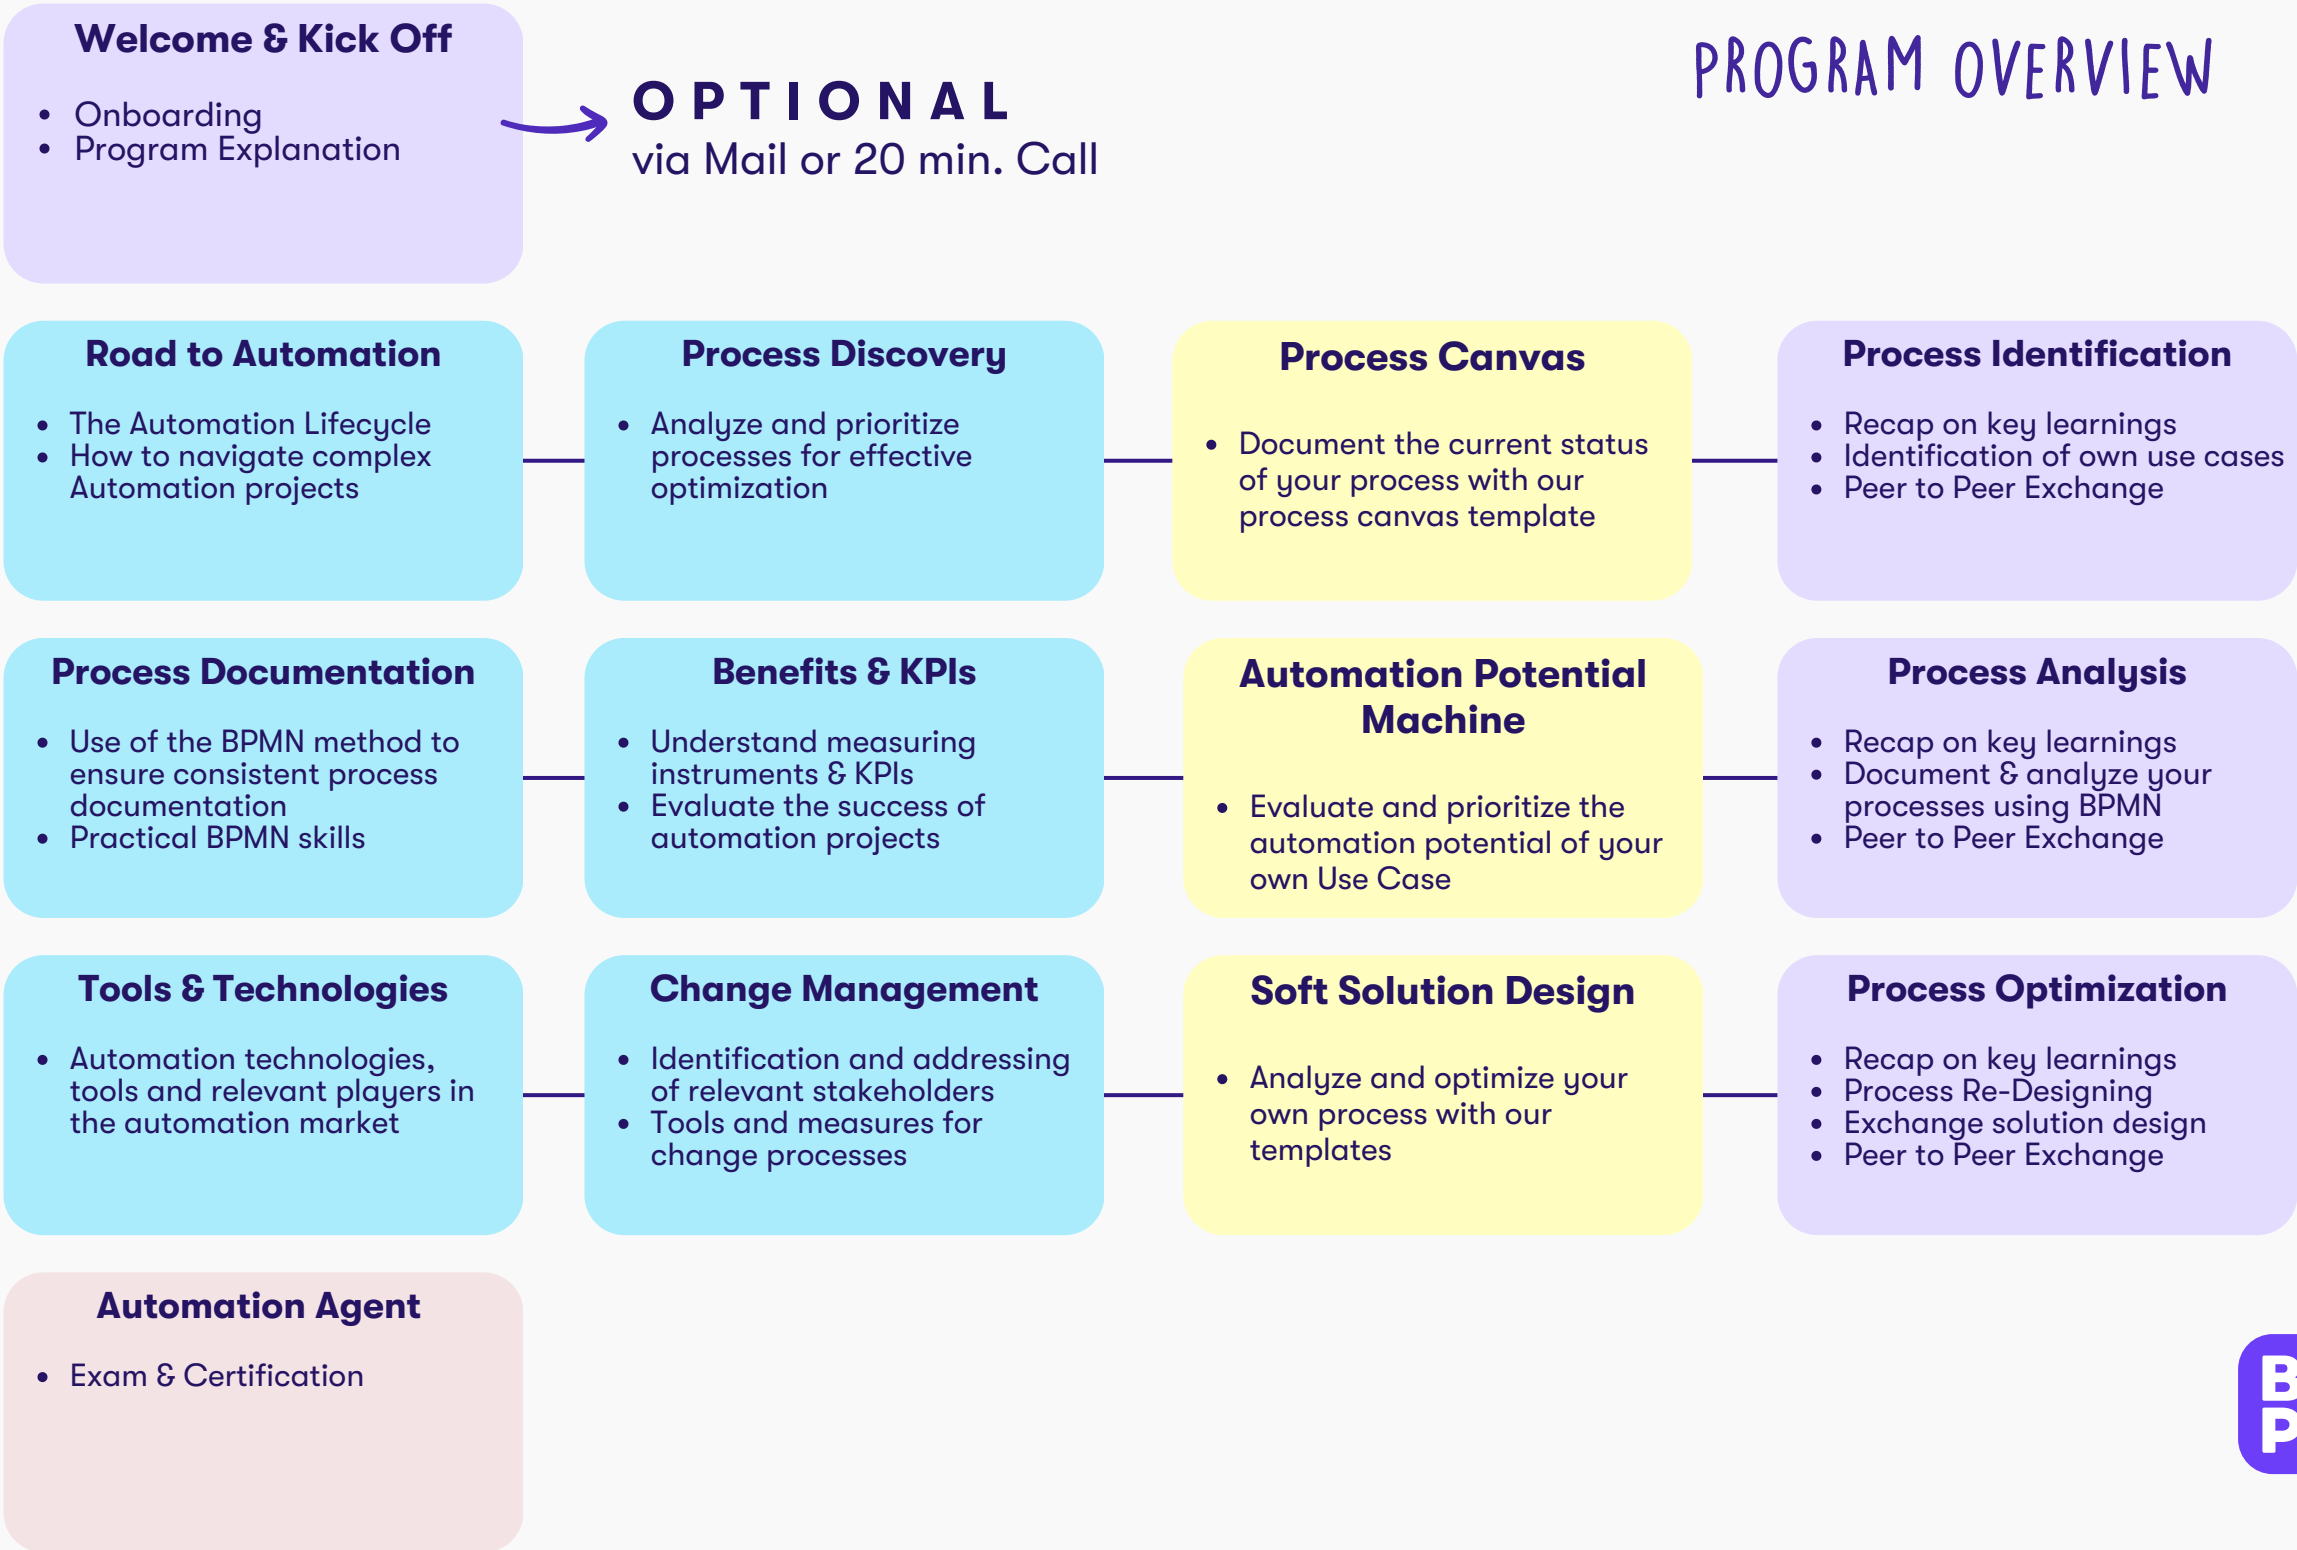 Welcome & Kick Off
• Onboarding
• Program Explanation
OPTIONAL
via Mail or 20 min. Call
PROGRAM OVERVIEW
Road to Automation
• The Automation Lifecycle
• How to navigate complex
Automation projects
Process Discovery
• Analyze and prioritize
processes for effective
optimization
Process Canvas
• Document the current status
of your process with our
process canvas template
Process Identification
• Recap on key learnings
• Identification of own use cases
• Peer to Peer Exchange
Process Documentation
• Use of the BPMN method to
ensure consistent process
documentation
• Practical BPMN skills
Benefits & KPIs
• Understand measuring
instruments & KPIs
• Evaluate the success of
automation projects
Automation Potential
Machine
• Evaluate and prioritize the
automation potential of your
own Use Case
Process Analysis
• Recap on key learnings
• Document & analyze your
processes using BPMN
• Peer to Peer Exchange
Tools & Technologies
• Automation technologies,
tools and relevant players in
the automation market
Change Management
• Identification and addressing
of relevant stakeholders
• Tools and measures for
change processes
Soft Solution Design
• Analyze and optimize your
own process with our
templates
Process Optimization
• Recap on key learnings
• Process Re-Designing
• Exchange solution design
• Peer to Peer Exchange
Automation Agent
• Exam & Certification